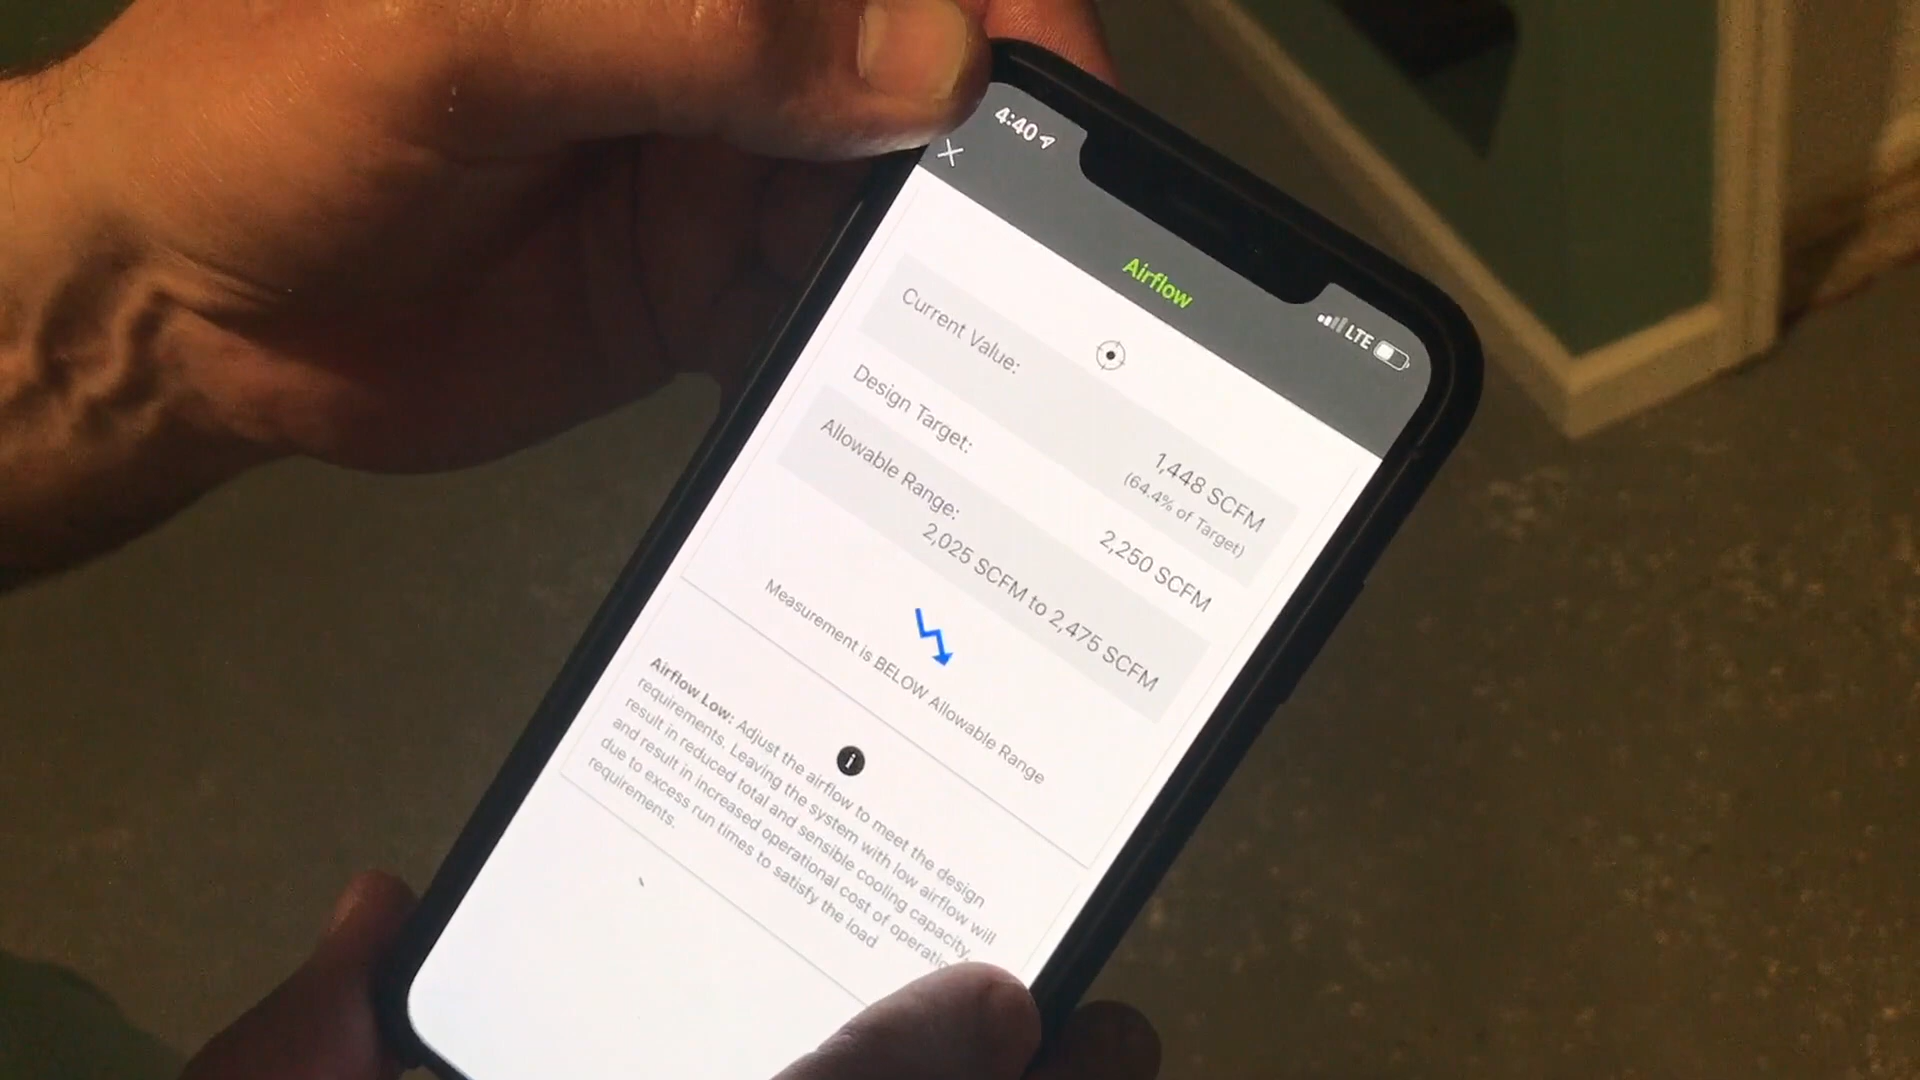 4:40
LTE
Airflow
Current Value:
1,448 SCFM
(64.4% of Target)
Design Target:
2,250 SCFM
Allowable Range:
2,025 SCFM to 2,475 SCFM
Measurement is BELOW Allowable Range
Airflow Low: Adjust the airflow to meet the design
requirements. Leaving the system with low airflow will
result in reduced total and sensible cooling capacity,
and result in increased operational cost of operatio
due to excess run times to satisfy the load
requirements.